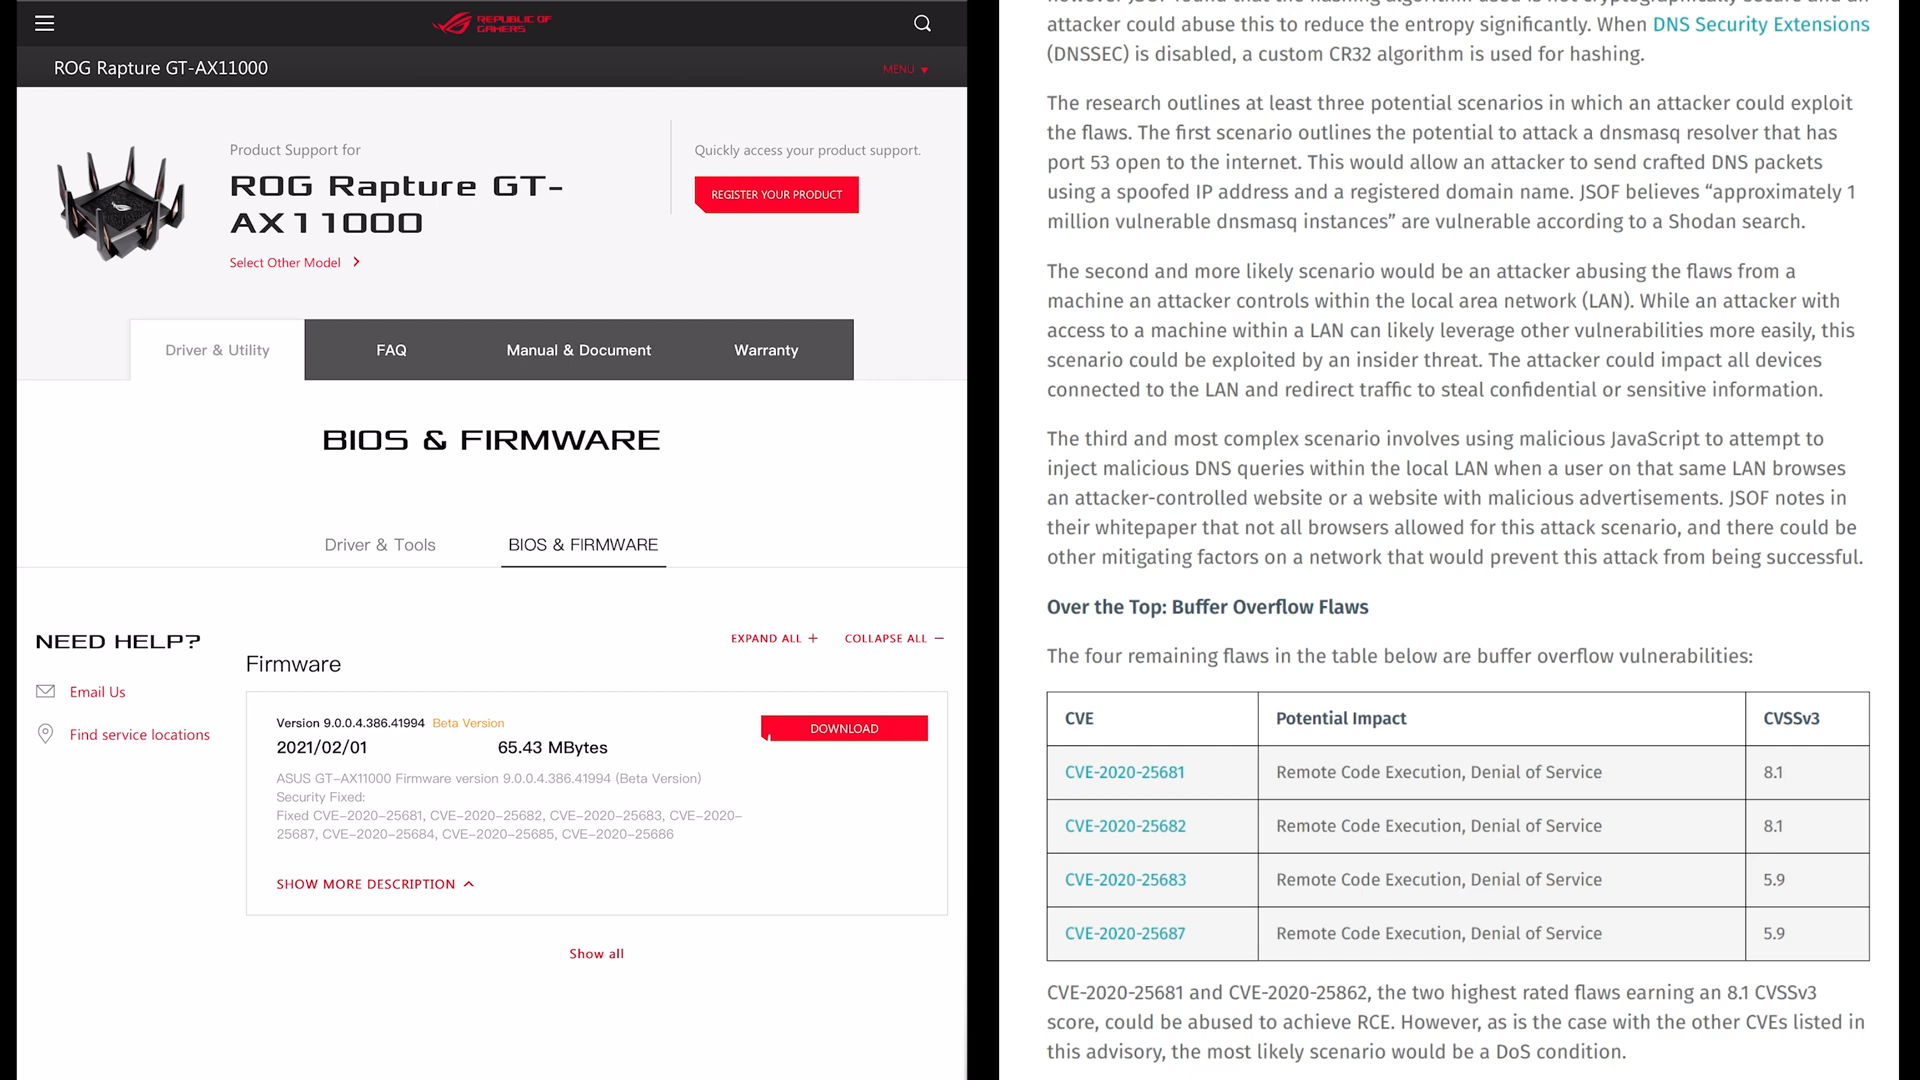 REPUBLIC OF
GAMERS
ROG Rapture GT-AX11000
MENU
Product Support for
ROG Rapture GT-
AX11000
Select Other Model
Quickly access your product support.
REGISTER YOUR PRODUCT
Driver & Utility
FAQ
Manual & Document
Warranty
BIOS & FIRMWARE
Driver & Tools
BIOS & FIRMWARE
NEED HELP?
Email Us
Find service locations
EXPAND ALL +
COLLAPSE ALL −
Firmware
Version 9.0.0.4.386.41994 Beta Version
2021/02/01 65.43 MBytes
DOWNLOAD
ASUS GT-AX11000 Firmware version 9.0.0.4.386.41994 (Beta Version)
Security Fixed:
Fixed CVE-2020-25681, CVE-2020-25682, CVE-2020-25683, CVE-2020-
25687, CVE-2020-25684, CVE-2020-25685, CVE-2020-25686
SHOW MORE DESCRIPTION
Show all
attacker could abuse this to reduce the entropy significantly. When DNS Security Extensions
(DNSSEC) is disabled, a custom CR32 algorithm is used for hashing.
The research outlines at least three potential scenarios in which an attacker could exploit
the flaws. The first scenario outlines the potential to attack a dnsmasq resolver that has
port 53 open to the internet. This would allow an attacker to send crafted DNS packets
using a spoofed IP address and a registered domain name. JSOF believes “approximately 1
million vulnerable dnsmasq instances” are vulnerable according to a Shodan search.
The second and more likely scenario would be an attacker abusing the flaws from a
machine an attacker controls within the local area network (LAN). While an attacker with
access to a machine within a LAN can likely leverage other vulnerabilities more easily, this
scenario could be exploited by an insider threat. The attacker could impact all devices
connected to the LAN and redirect traffic to steal confidential or sensitive information.
The third and most complex scenario involves using malicious JavaScript to attempt to
inject malicious DNS queries within the local LAN when a user on that same LAN browses
an attacker-controlled website or a website with malicious advertisements. JSOF notes in
their whitepaper that not all browsers allowed for this attack scenario, and there could be
other mitigating factors on a network that would prevent this attack from being successful.
Over the Top: Buffer Overflow Flaws
The four remaining flaws in the table below are buffer overflow vulnerabilities:
CVE Potential Impact CVSSv3
CVE-2020-25681 Remote Code Execution, Denial of Service 8.1
CVE-2020-25682 Remote Code Execution, Denial of Service 8.1
CVE-2020-25683 Remote Code Execution, Denial of Service 5.9
CVE-2020-25687 Remote Code Execution, Denial of Service 5.9
CVE-2020-25681 and CVE-2020-25862, the two highest rated flaws earning an 8.1 CVSSv3
score, could be abused to achieve RCE. However, as is the case with the other CVEs listed in
this advisory, the most likely scenario would be a DoS condition.